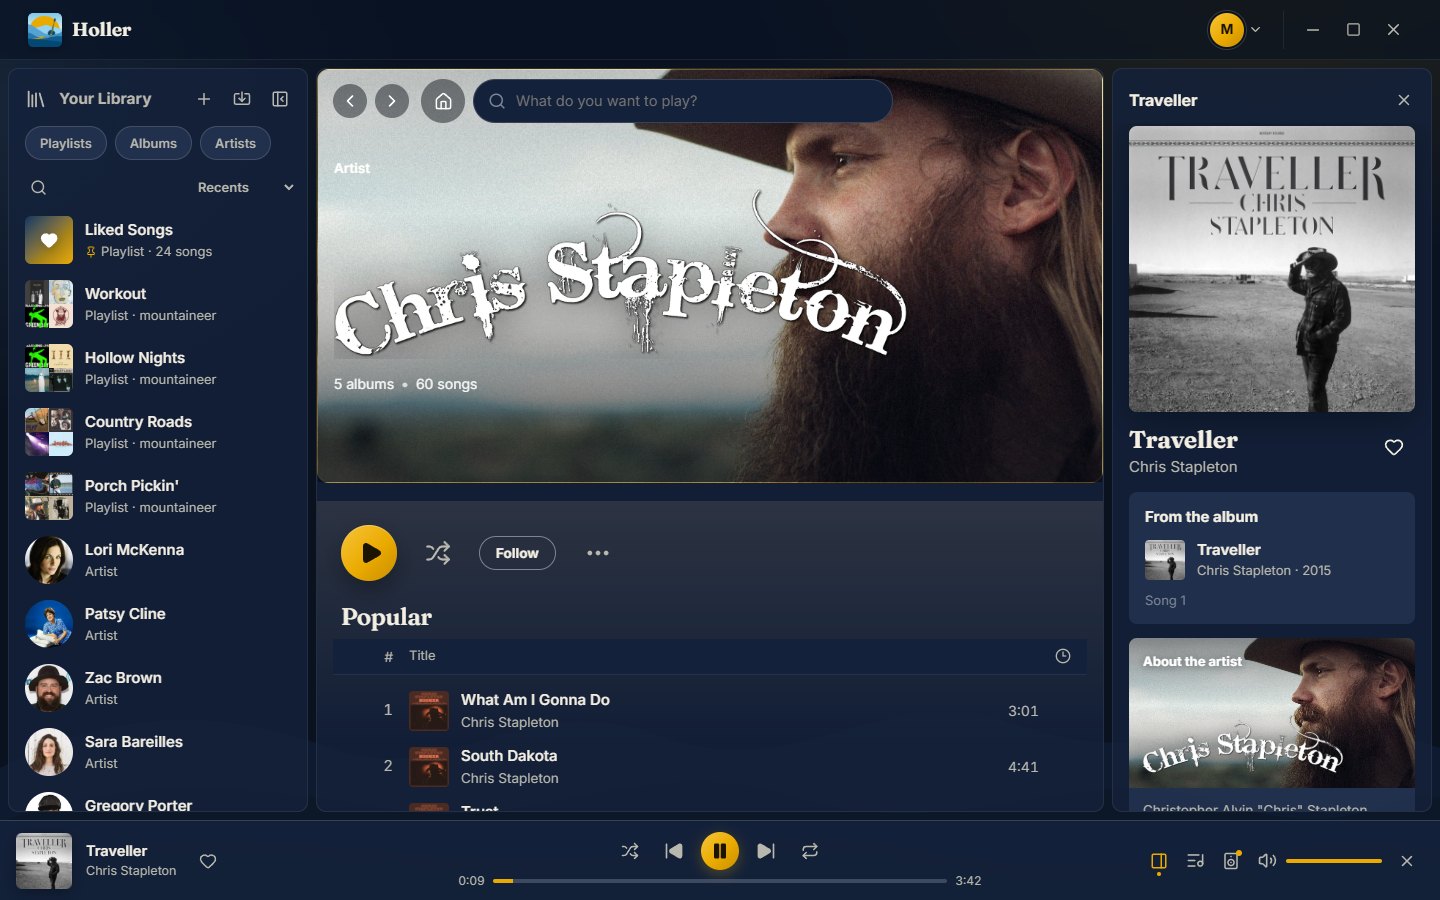 Holler
M
Your Library
Playlists
Albums
Artists
Recents
Liked Songs
Playlist · 24 songs
Workout
Playlist · mountaineer
Hollow Nights
Playlist · mountaineer
Country Roads
Playlist · mountaineer
Porch Pickin'
Playlist · mountaineer
Lori McKenna
Artist
Patsy Cline
Artist
Zac Brown
Artist
Sara Bareilles
Artist
Gregory Porter
What do you want to play?
Artist
Chris Stapleton
5 albums • 60 songs
Follow
Popular
# Title
1 What Am I Gonna Do 3:01
Chris Stapleton
2 South Dakota 4:41
Chris Stapleton
Trust
Traveller
TRAVELLER
CHRIS
STAPLETON
Traveller
Chris Stapleton
From the album
Traveller
Chris Stapleton · 2015
Song 1
About the artist
Chris Stapleton
Christopher Alvin "Chris" Stapleton
Traveller
Chris Stapleton
0:09
3:42